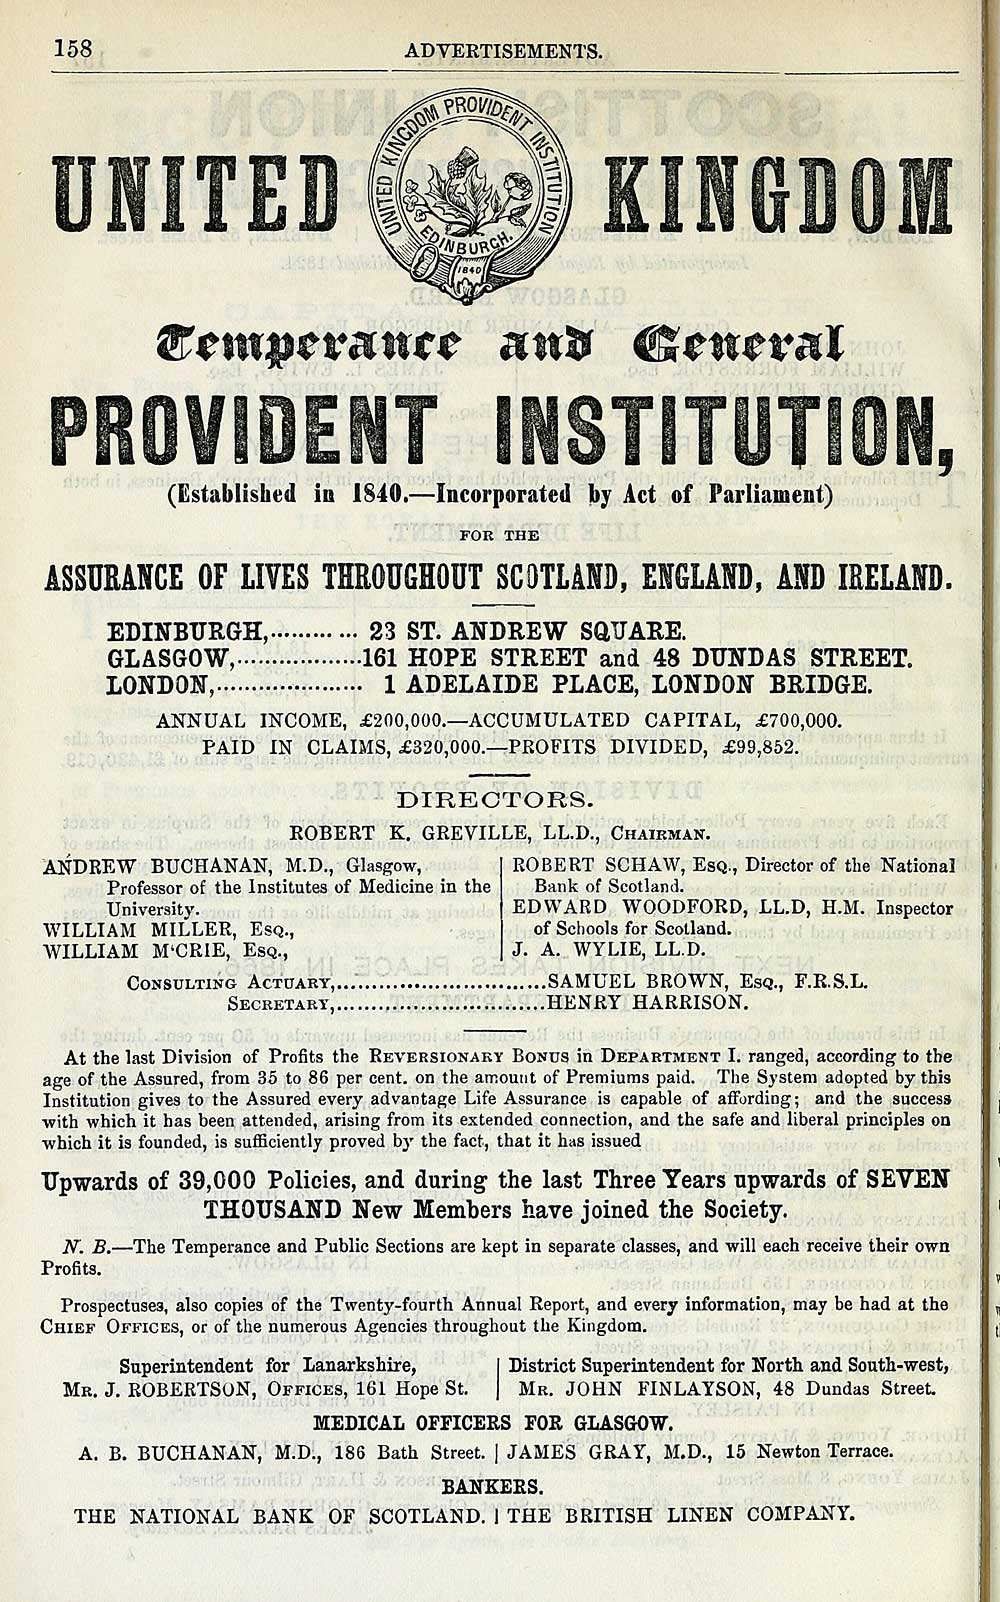 158
ADVERTISEMENTS.
UNITED KINGDOM PROVIDENT INSTITUTION
EDINBURGH.
1840
UNITED KINGDOM
Temperance and General
PROVIDENT INSTITUTION,
(Established in 1840.—Incorporated by Act of Parliament)
FOR THE
ASSURANCE OF LIVES THROUGHOUT SCOTLAND, ENGLAND, AND IRELAND.
EDINBURGH,............ 23 ST. ANDREW SQUARE.
GLASGOW,..................161 HOPE STREET and 48 DUNDAS STREET.
LONDON,..................... 1 ADELAIDE PLACE, LONDON BRIDGE.
ANNUAL INCOME, £200,000.—ACCUMULATED CAPITAL, £700,000.
PAID IN CLAIMS, £320,000.—PROFITS DIVIDED, £99,852.
DIRECTORS.
ROBERT K. GREVILLE, LL.D., CHAIRMAN.
ANDREW BUCHANAN, M.D., Glasgow,
Professor of the Institutes of Medicine in the
University.
WILLIAM MILLER, ESQ.,
WILLIAM M‘CRIE, ESQ.,
ROBERT SCHAW, ESQ., Director of the National
Bank of Scotland.
EDWARD WOODFORD, LL.D, H.M. Inspector
of Schools for Scotland.
J. A. WYLIE, LL.D.
CONSULTING ACTUARY,..............................SAMUEL BROWN, ESQ., F.R.S.L.
SECRETARY,..............................HENRY HARRISON.
At the last Division of Profits the REVERSIONARY BONUS in DEPARTMENT I. ranged, according to the
age of the Assured, from 35 to 86 per cent. on the amount of Premiums paid. The System adopted by this
Institution gives to the Assured every advantage Life Assurance is capable of affording; and the success
with which it has been attended, arising from its extended connection, and the safe and liberal principles on
which it is founded, is sufficiently proved by the fact, that it has issued
Upwards of 39,000 Policies, and during the last Three Years upwards of SEVEN
THOUSAND New Members have joined the Society.
N. B.—The Temperance and Public Sections are kept in separate classes, and will each receive their own
Profits.
Prospectuses, also copies of the Twenty-fourth Annual Report, and every information, may be had at the
CHIEF OFFICES, or of the numerous Agencies throughout the Kingdom.
Superintendent for Lanarkshire,
MR. J. ROBERTSON, OFFICES, 161 Hope St.
District Superintendent for North and South-west,
MR. JOHN FINLAYSON, 48 Dundas Street.
MEDICAL OFFICERS FOR GLASGOW.
A. B. BUCHANAN, M.D., 186 Bath Street. | JAMES GRAY, M.D., 15 Newton Terrace.
BANKERS.
THE NATIONAL BANK OF SCOTLAND. | THE BRITISH LINEN COMPANY.